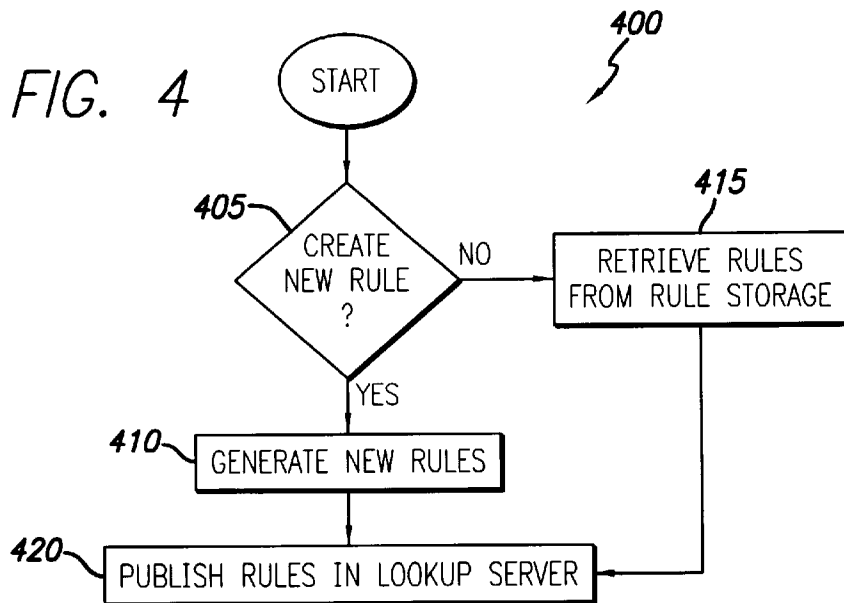 FIG. 4
400
START
405
CREATE
NEW RULE
?
NO
415
RETRIEVE RULES
FROM RULE STORAGE
YES
410
GENERATE NEW RULES
420
PUBLISH RULES IN LOOKUP SERVER